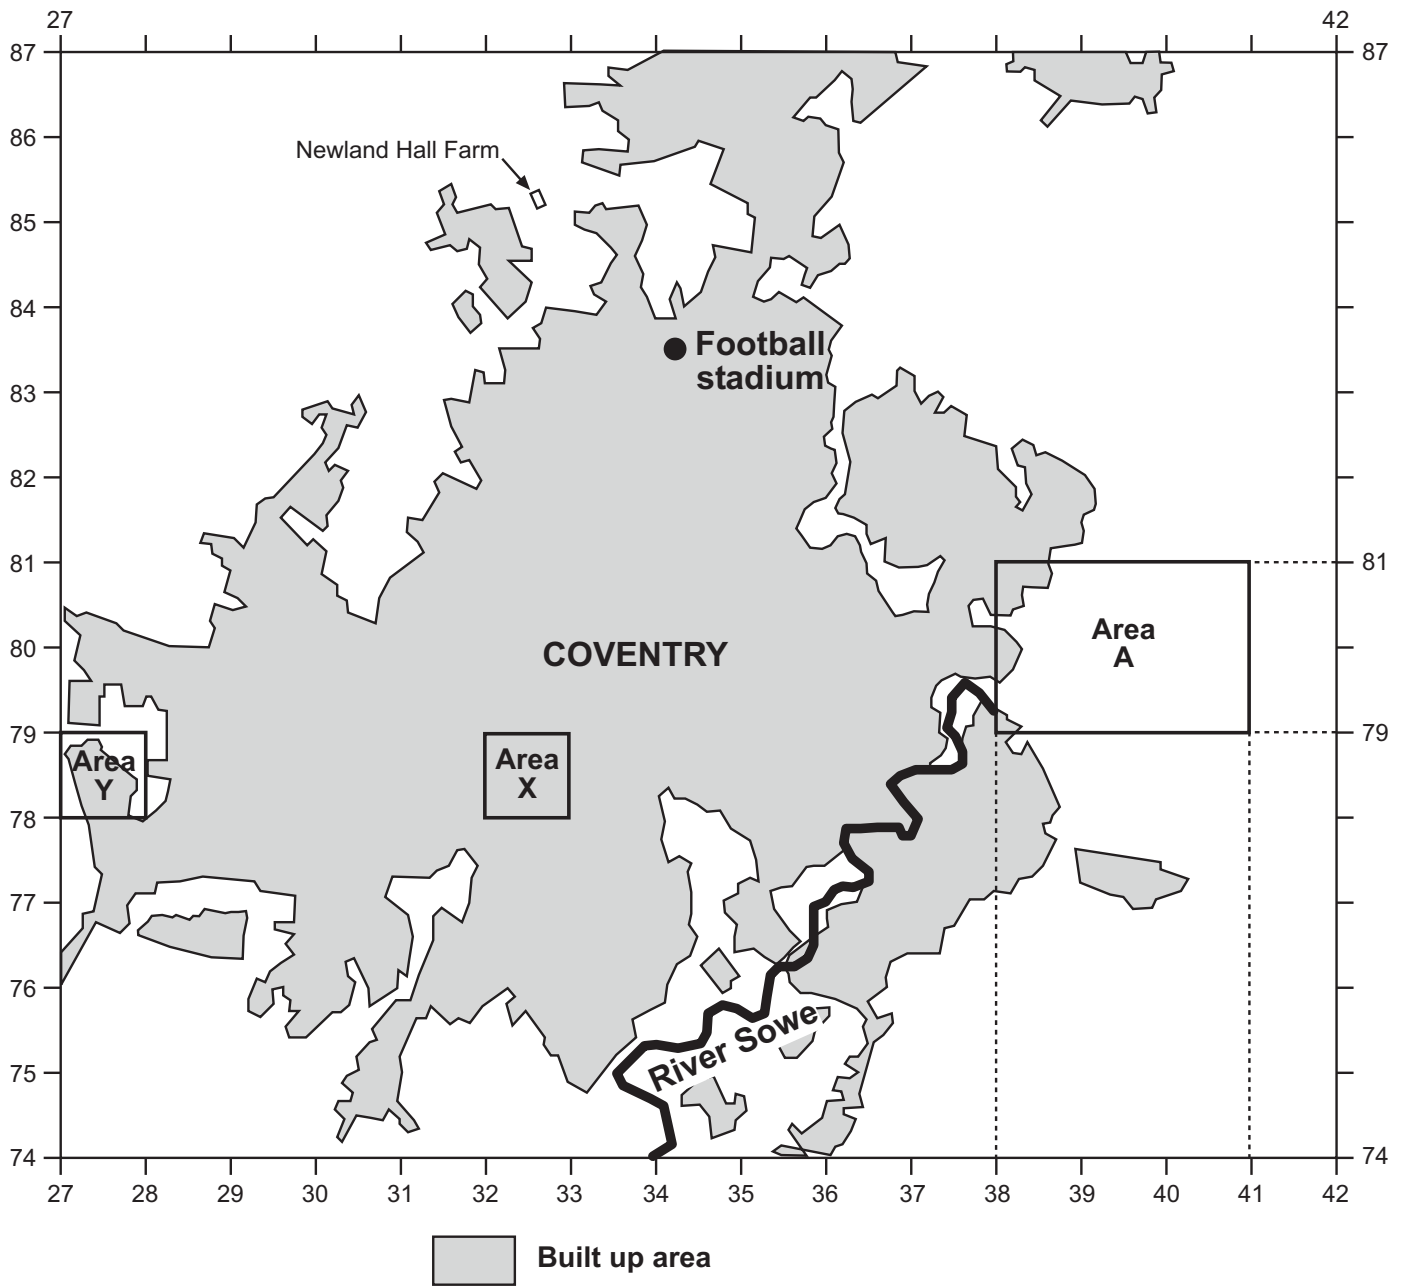 27 42
87 87
86
Newland Hall Farm
85
84
Football
stadium
83
82
81 81
Area
A
80
COVENTRY
79 79
Area
Y
Area
X
78
77
76
River Sowe
75
74 74
27 28 29 30 31 32 33 34 35 36 37 38 39 40 41 42
Built up area